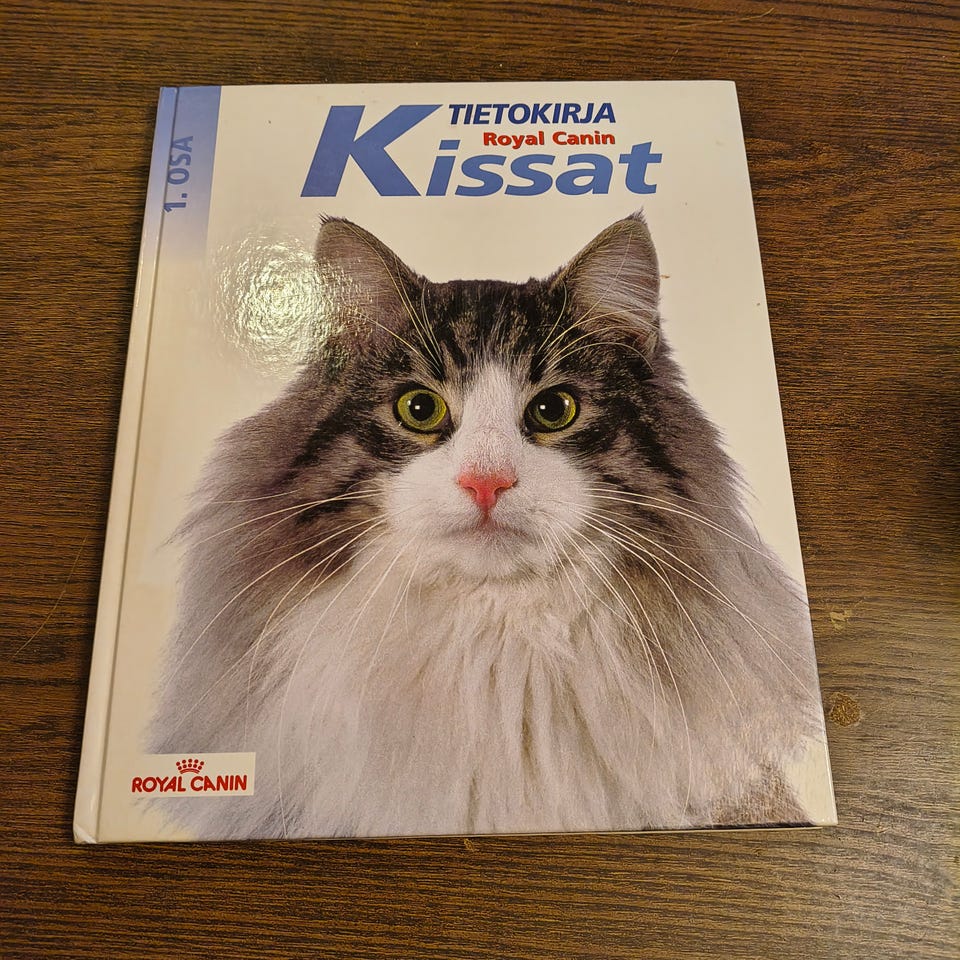 1. OSA
TIETOKIRJA
Royal Canin
Kissat
ROYAL CANIN